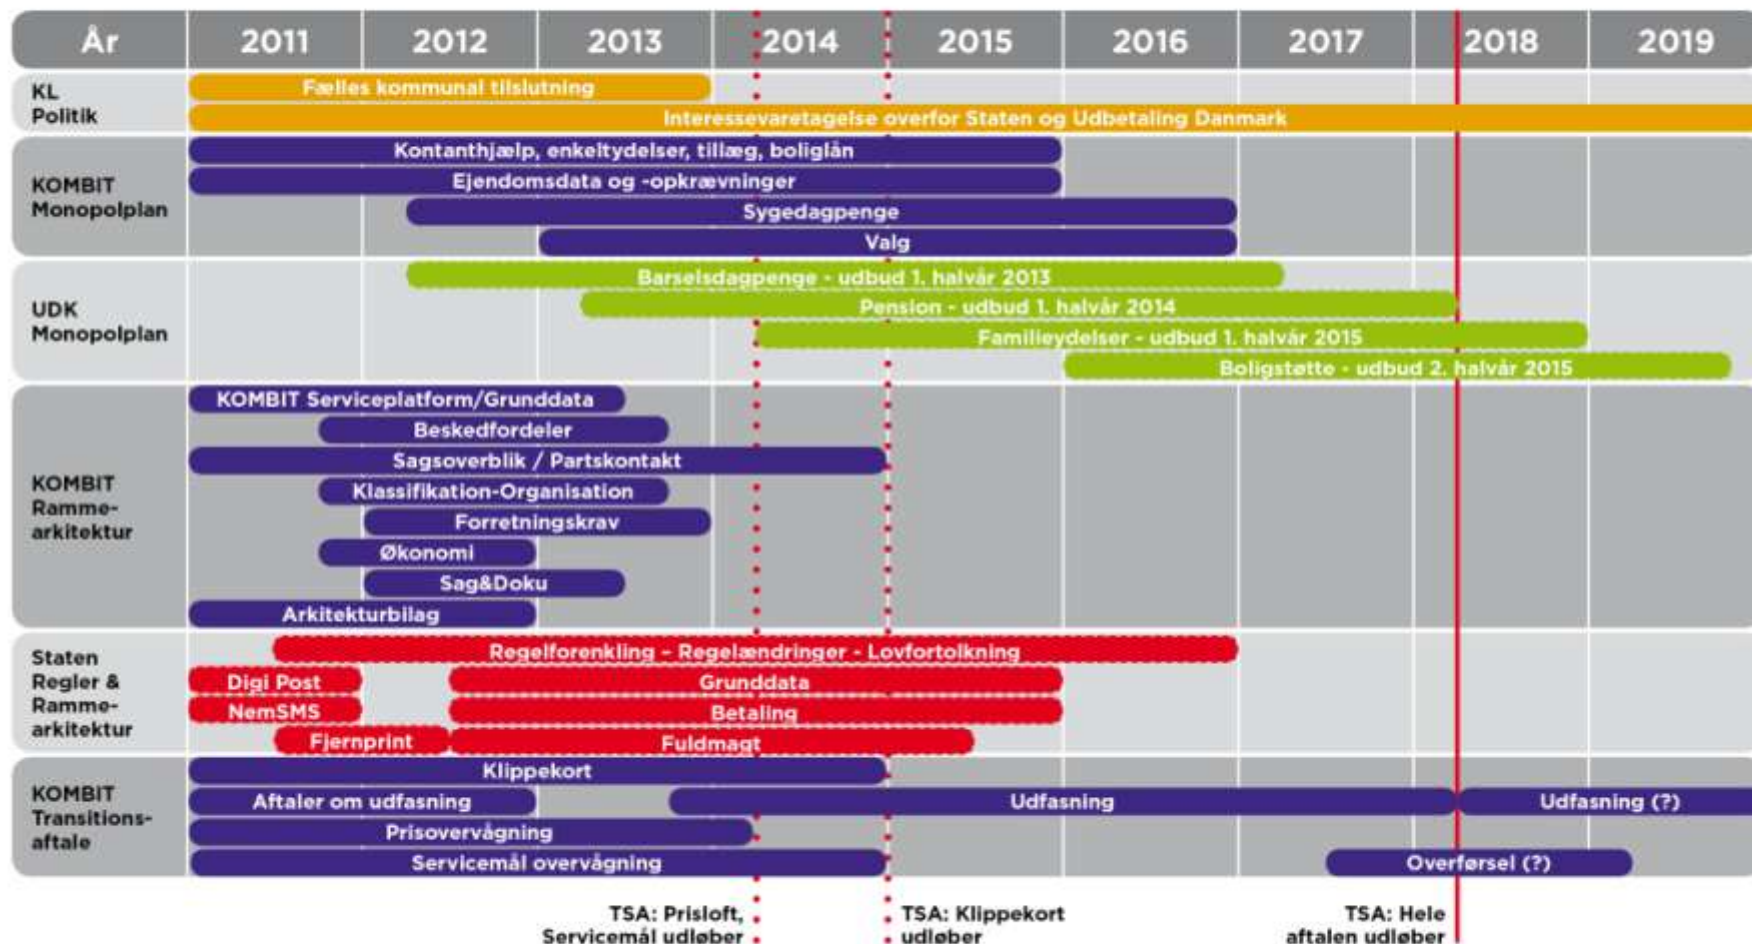 År 2011 2012 2013 2014 2015 2016 2017 2018 2019
KL
Politik
Fælles kommunal tilslutning
Interessevaretagelse overfor Staten og Udbetaling Danmark
KOMBIT
Monopolplan
Kontanthjælp, enkeltydelser, tillæg, boliglån
Ejendomsdata og -opkrævninger
Sygedagpenge
Valg
UDK
Monopolplan
Barselsdagpenge - udbud 1. halvår 2013
Pension - udbud 1. halvår 2014
Familieydelser - udbud 1. halvår 2015
Boligstøtte - udbud 2. halvår 2015
KOMBIT
Ramme-
arkitektur
KOMBIT Serviceplatform/Grunddata
Beskedfordeler
Sagsoverblik / Partskontakt
Klassifikation-Organisation
Forretningskrav
Økonomi
Sag&Doku
Arkitekturbilag
Staten
Regler &
Ramme-
arkitektur
Regelforenkling - Regelændringer - Lovfortolkning
Digi Post Grunddata
NemSMS Betaling
Fjernprint Fuldmagt
KOMBIT
Transitions-
aftale
Klippekort
Aftaler om udfasning Udfasning Udfasning (?)
Prisovervågning
Servicemål overvågning Overførsel (?)
TSA: Prisloft,
Servicemål udløber
TSA: Klippekort
udløber
TSA: Hele
aftalen udløber